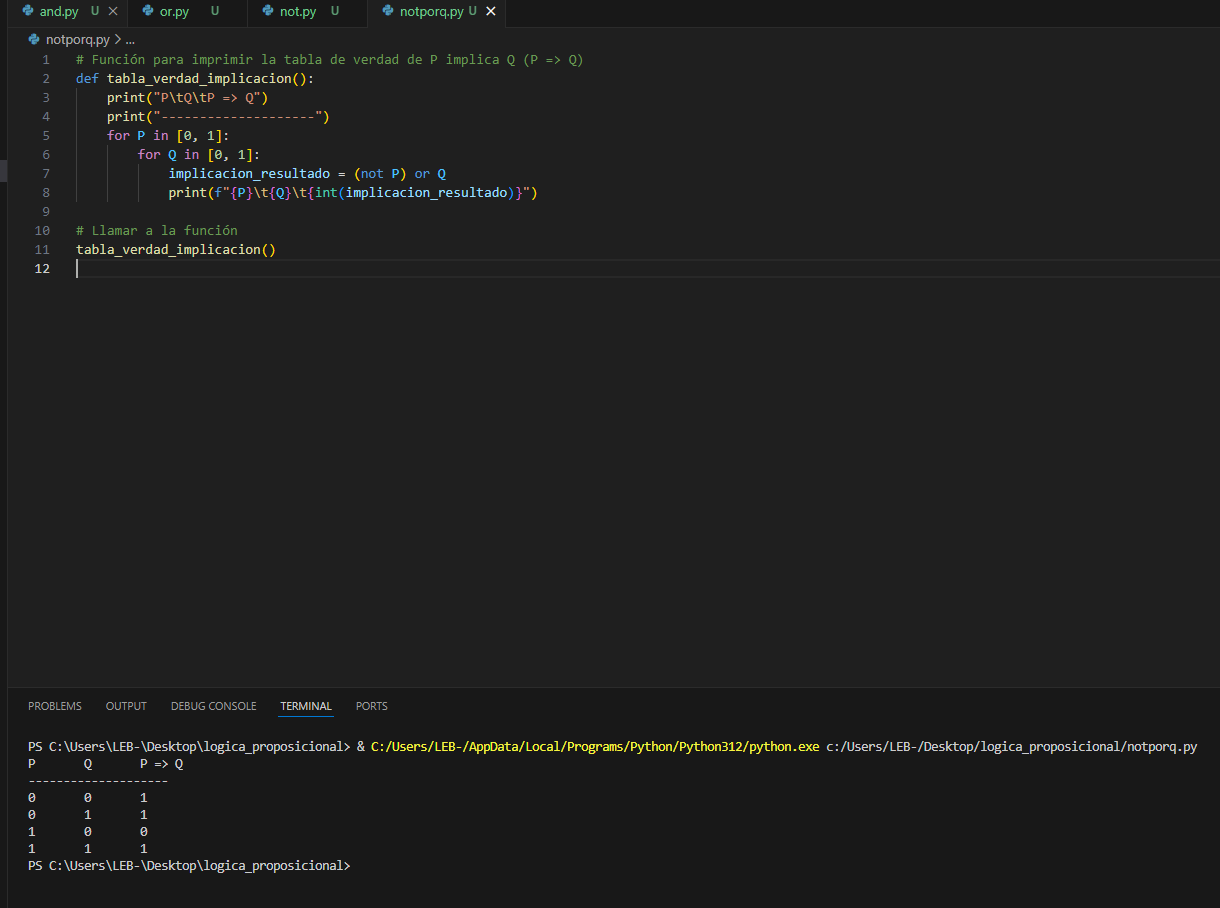 and.py U × or.py U not.py U notporq.py U ×
notporq.py > ...
1 # Función para imprimir la tabla de verdad de P implica Q (P => Q)
2 def tabla_verdad_implicacion():
3     print("P\tQ\tP => Q")
4     print("--------------------")
5     for P in [0, 1]:
6         for Q in [0, 1]:
7             implicacion_resultado = (not P) or Q
8             print(f"{P}\t{Q}\t{int(implicacion_resultado)}")
9
10 # Llamar a la función
11 tabla_verdad_implicacion()
12
PROBLEMS OUTPUT DEBUG CONSOLE TERMINAL PORTS
PS C:\Users\LEB-\Desktop\logica_proposicional> & C:/Users/LEB-/AppData/Local/Programs/Python/Python312/python.exe c:/Users/LEB-/Desktop/logica_proposicional/notporq.py
P       Q       P => Q
--------------------
0       0       1
0       1       1
1       0       0
1       1       1
PS C:\Users\LEB-\Desktop\logica_proposicional>